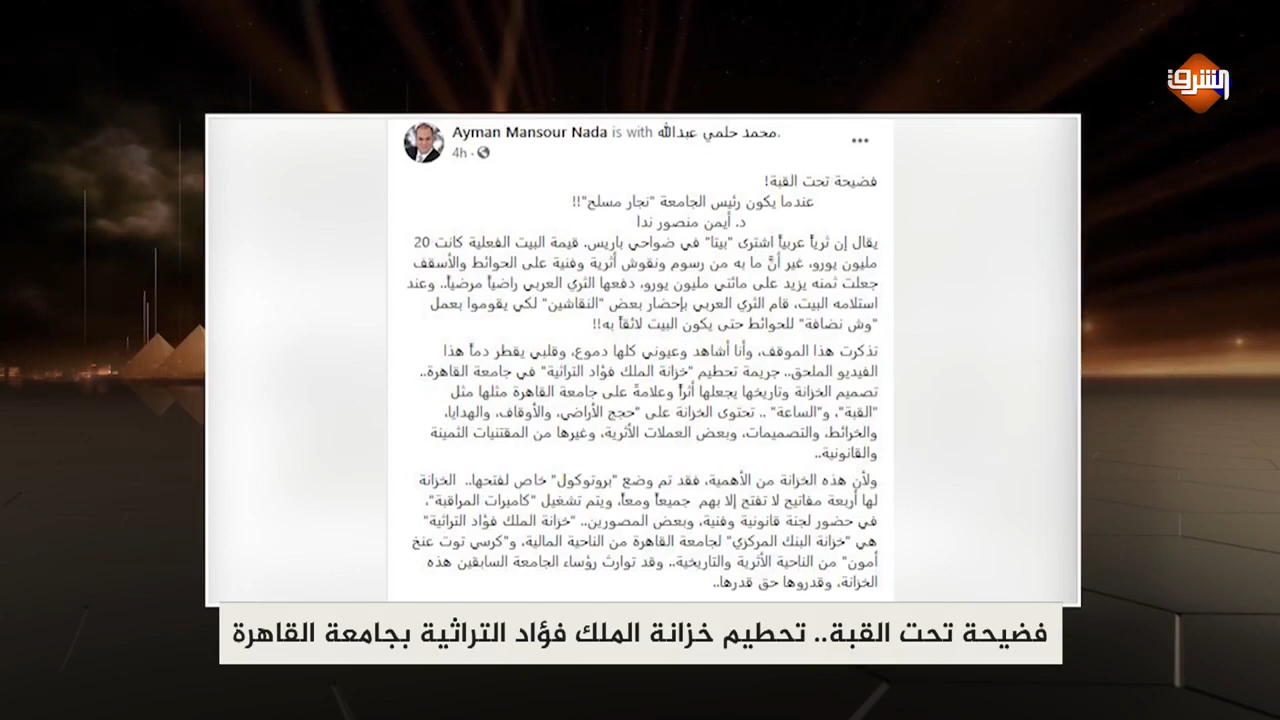 الشرق
Ayman Mansour Nada is with محمد حلمي عبدالله.
4h
فضيحة تحت القبة!
عندما يكون رئيس الجامعة "نجار مسلح"!!
د. أيمن منصور ندا
يقال إن ثرياً عربياً اشترى "بيتا" في ضواحي باريس. قيمة البيت الفعلية كانت 20
مليون يورو، غير أنَّ ما به من رسوم ونقوش أثرية وفنية على الحوائط والأسقف
جعلت ثمنه يزيد على مائتي مليون يورو، دفعها الثري العربي راضياً مرضياً.. وعند
استلامه البيت، قام الثري العربي بإحضار بعض "النقاشين" لكي يقوموا بعمل
"وش نضافة" للحوائط حتى يكون البيت لائقاً به!!
تذكرت هذا الموقف، وأنا أشاهد وعيوني كلها دموع، وقلبي يقطر دماً هذا
الفيديو الملحق.. جريمة تحطيم "خزانة الملك فؤاد التراثية" في جامعة القاهرة..
تصميم الخزانة وتاريخها يجعلها أثراً وعلامةً على جامعة القاهرة مثلها مثل
"القبة"، و"الساعة" .. تحتوى الخزانة على "حجج الأراضي، والأوقاف، والهدايا،
والخرائط، والتصميمات، وبعض العملات الأثرية، وغيرها من المقتنيات الثمينة
والقانونية..
ولأن هذه الخزانة من الأهمية، فقد تم وضع "بروتوكول" خاص لفتحها.. الخزانة
لها أربعة مفاتيح لا تفتح إلا بهم جميعاً ومعاً، ويتم تشغيل "كاميرات المراقبة"،
في حضور لجنة قانونية وفنية، وبعض المصورين.. "خزانة الملك فؤاد التراثية"
هي "خزانة البنك المركزي" لجامعة القاهرة من الناحية المالية، و"كرسي توت عنخ
أمون" من الناحية الأثرية والتاريخية.. وقد توارث رؤساء الجامعة السابقين هذه
الخزانة، وقدروها حق قدرها..
فضيحة تحت القبة.. تحطيم خزانة الملك فؤاد التراثية بجامعة القاهرة